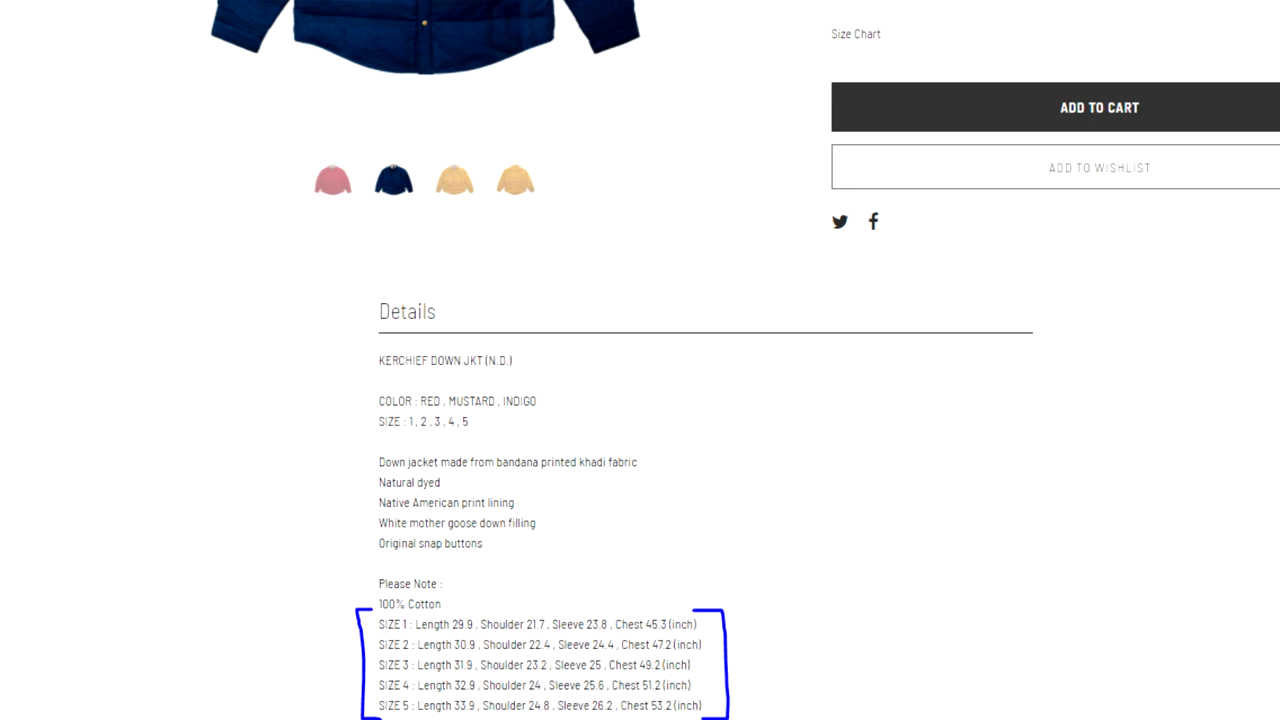 Size Chart
ADD TO CART
ADD TO WISHLIST
Details
KERCHIEF DOWN JKT (N.D.)
COLOR : RED , MUSTARD , INDIGO
SIZE : 1 , 2 , 3 , 4 , 5
Down jacket made from bandana printed khadi fabric
Natural dyed
Native American print lining
White mother goose down filling
Original snap buttons
Please Note :
100% Cotton
SIZE 1 : Length 29.9 , Shoulder 21.7 , Sleeve 23.8 , Chest 45.3 (inch)
SIZE 2 : Length 30.9 , Shoulder 22.4 , Sleeve 24.4 , Chest 47.2 (inch)
SIZE 3 : Length 31.9 , Shoulder 23.2 , Sleeve 25 , Chest 49.2 (inch)
SIZE 4 : Length 32.9 , Shoulder 24 , Sleeve 25.6 , Chest 51.2 (inch)
SIZE 5 : Length 33.9 , Shoulder 24.8 , Sleeve 26.2 , Chest 53.2 (inch)